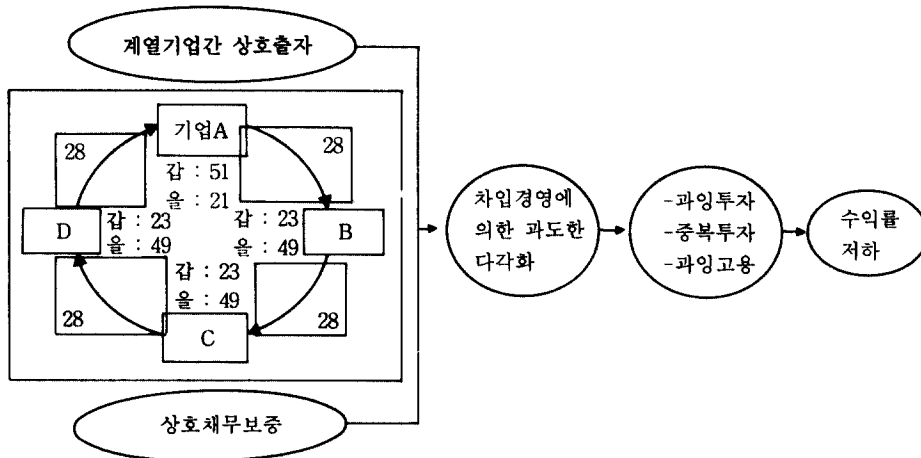 계열기업간 상호출자
기업A
28
28
갑 : 51
을 : 21
D
갑 : 23
을 : 49
갑 : 23
을 : 49
B
갑 : 23
을 : 49
28
28
C
상호채무보증
차입경영에
의한 과도한
다각화
-과잉투자
-중복투자
-과잉고용
수익률
저하